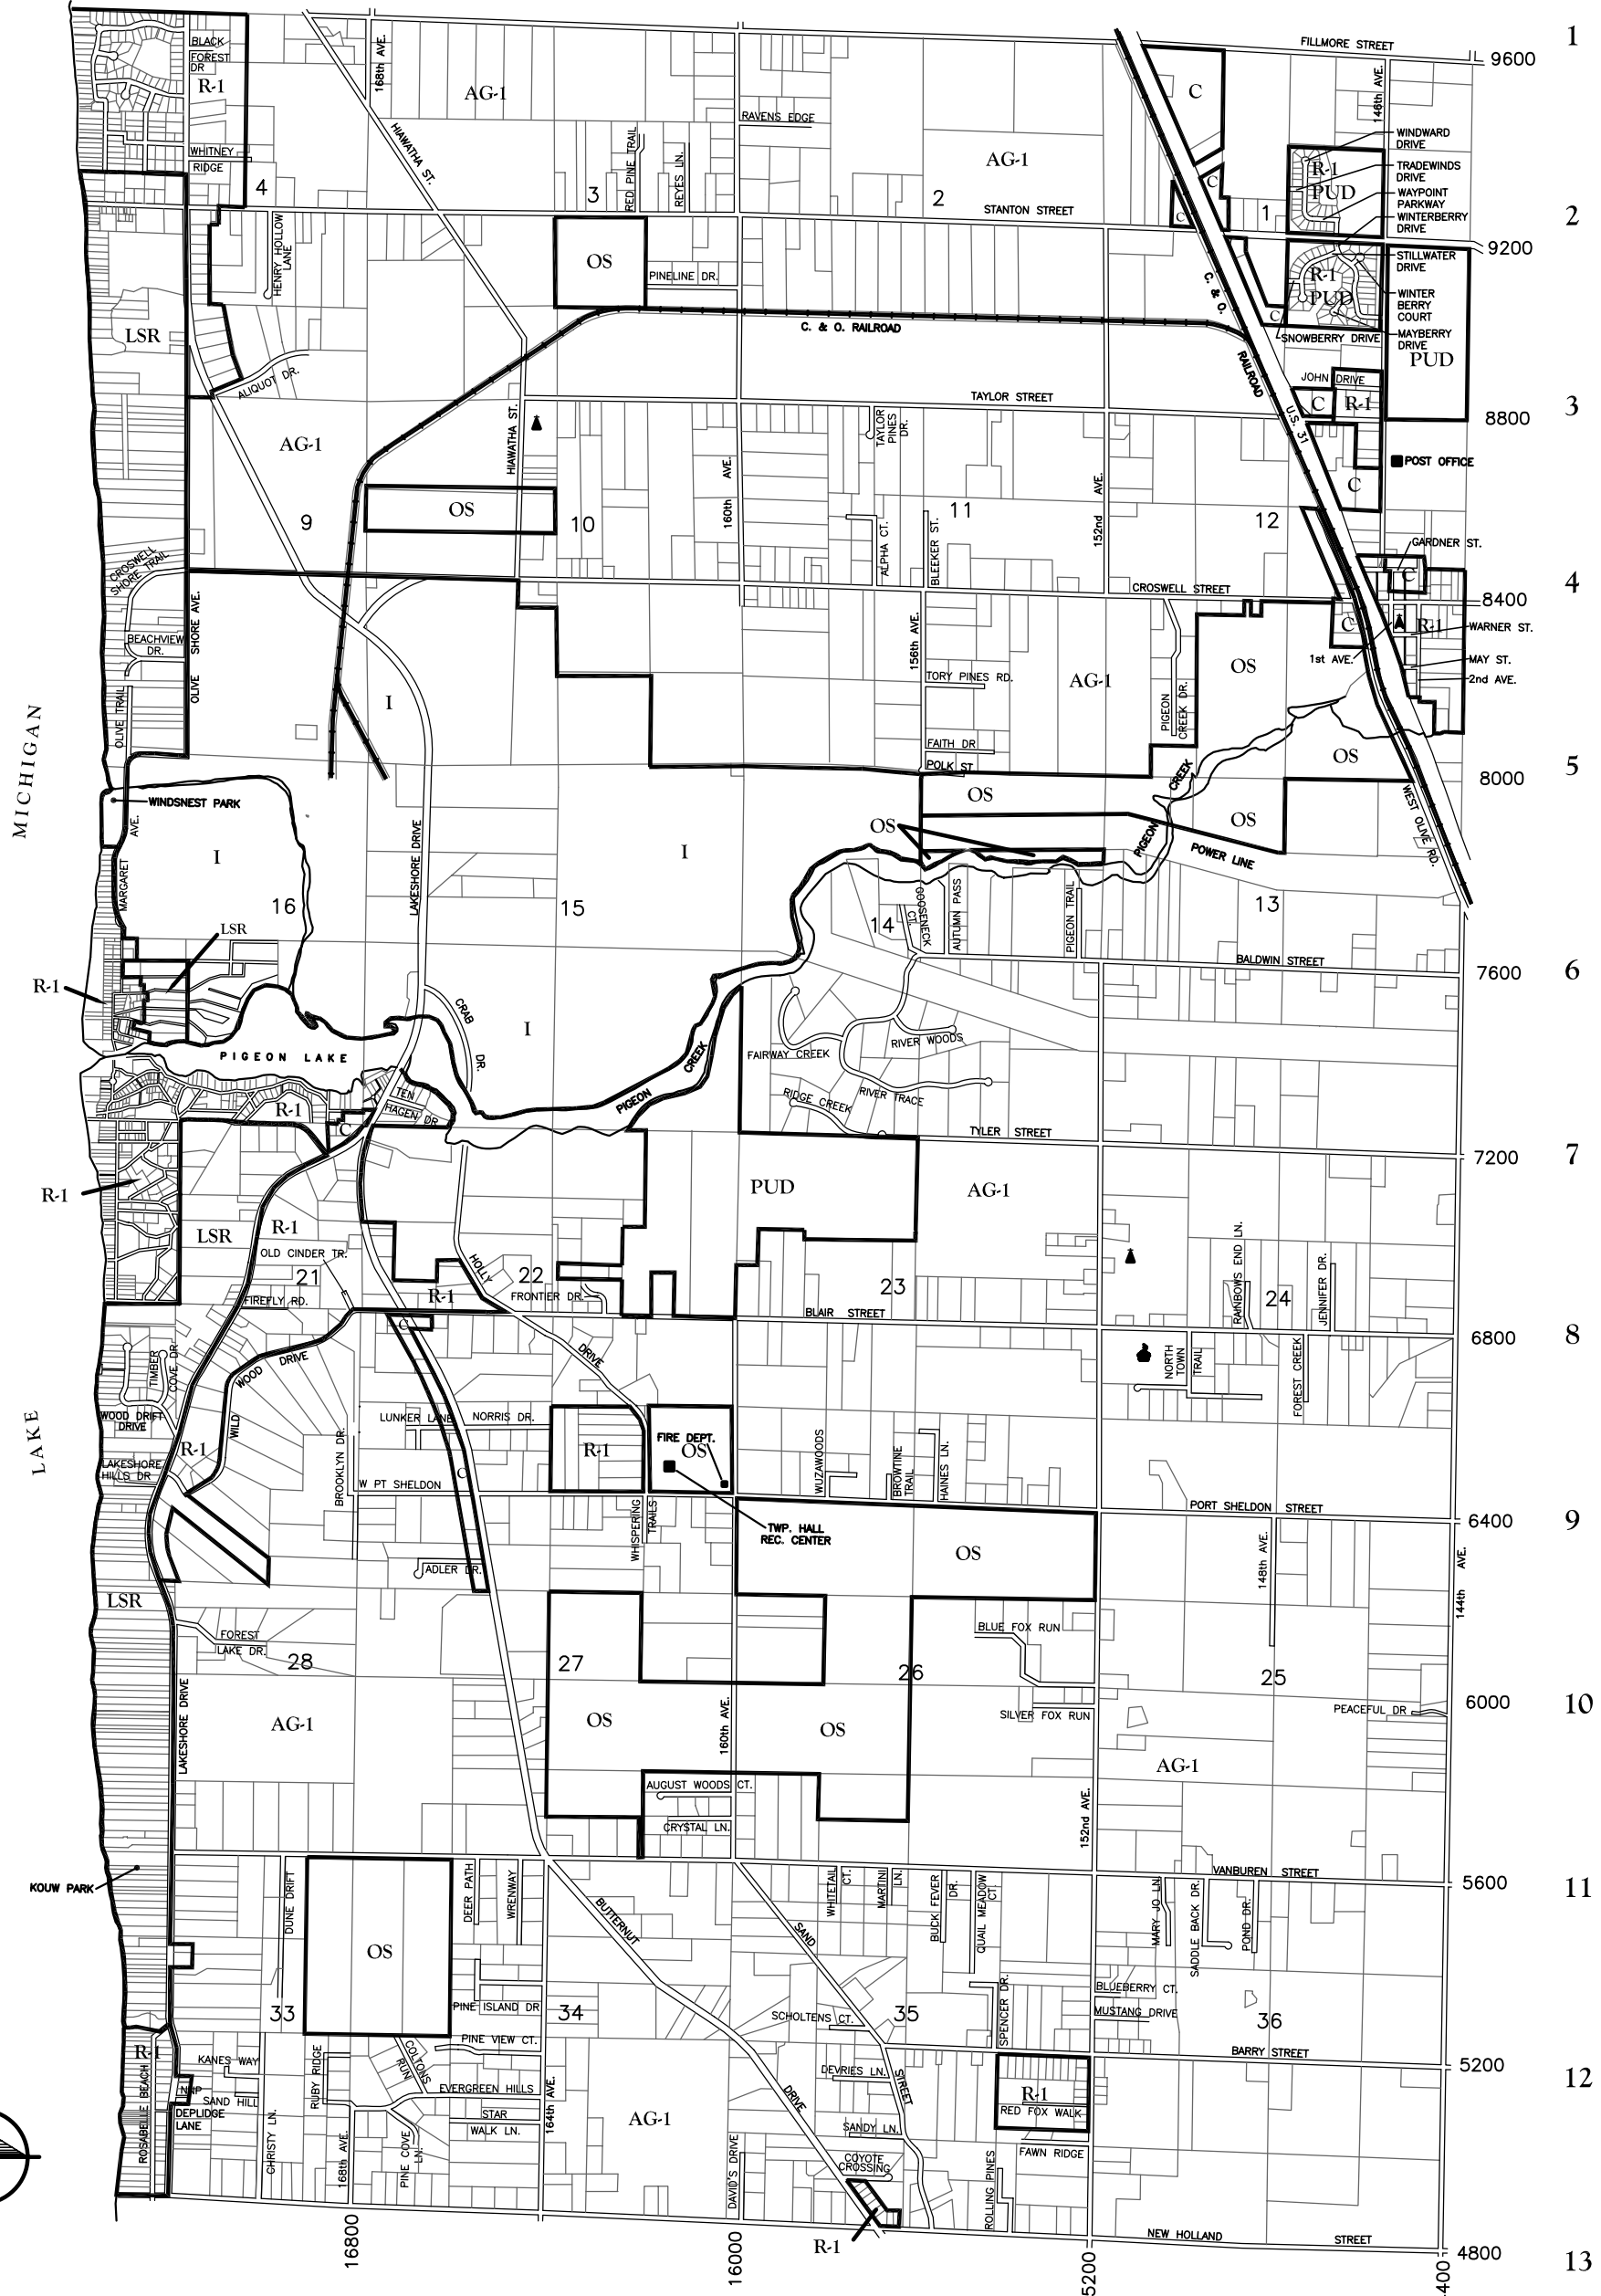 FILLMORE STREET
1
9600
BLACK
FOREST
DR
R-1
168th AVE.
AG-1
C
146th AVE.
HIAWATHA ST.
RAVENS EDGE
RED PINE TRAIL
REYES LN.
AG-1
WINDWARD
DRIVE
WHITNEY
RIDGE
R-1
PUD
TRADEWINDS
DRIVE
WAYPOINT
PARKWAY
WINTERBERRY
DRIVE
C
4
3
2
1
STANTON STREET
C
2
9200
HENRY HOLLOW
LANE
OS
PINELINE DR.
C. & O.
RAILROAD
R-1
PUD
STILLWATER
DRIVE
WINTER
BERRY
COURT
MAYBERRY
DRIVE
C
LSR
C. & O. RAILROAD
SNOWBERRY DRIVE
PUD
ALIQUOT DR.
JOHN DRIVE
TAYLOR STREET
C
R-1
3
8800
U.S. 31
AG-1
HIAWATHA ST.
TAYLOR
PINES
DR.
160th AVE.
152nd AVE.
POST OFFICE
C
OS
9
10
11
12
ALPHA CT.
BLEEKER ST.
GARDNER ST.
C
CROSWELL
SHORE TRAIL
CROSWELL STREET
4
8400
OLIVE SHORE AVE.
BEACHVIEW
DR.
C
R-1
WARNER ST.
1st AVE.
MAY ST.
2nd AVE.
156th AVE.
TORY PINES RD.
AG-1
OS
PIGEON
CREEK DR.
OLIVE TRAIL
I
FAITH DR
POLK ST
OS
5
8000
MICHIGAN
WINDSNEST PARK
OS
PIGEON CREEK
OS
WEST OLIVE RD.
MARGARET AVE.
I
LAKESHORE DRIVE
I
OS
POWER LINE
16
15
14
13
GOOSENECK
CT.
AUTUMN PASS
PIGEON TRAIL
LSR
BALDWIN STREET
6
7600
R-1
CRAB DR.
I
PIGEON LAKE
FAIRWAY CREEK
RIVER WOODS
PIGEON CREEK
RIDGE CREEK
RIVER TRACE
R-1
TEN
HAGEN DR
C
TYLER STREET
7
7200
R-1
PUD
AG-1
LSR
R-1
OLD CINDER TR.
HOLLY DRIVE
21
22
23
24
RAINBOWS END LN.
JENNIFER DR.
FIREFLY RD.
R-1
FRONTIER DR.
BLAIR STREET
8
6800
C
TIMBER
COVE DR.
WILD WOOD DRIVE
NORTH
TOWN
TRAIL
FOREST CREEK
WOOD DRIFT
DRIVE
LUNKER LANE
NORRIS DR.
R-1
LAKESHORE
HILLS DR
BROOKLYN DR.
R-1
FIRE DEPT.
OS
WUZAWOODS
BROWTINE
TRAIL
HAINES LN.
LAKE
W PT SHELDON
C
PORT SHELDON STREET
9
6400
TWP. HALL
REC. CENTER
WHISPERING
TRAILS
OS
ADLER DR.
148th AVE.
144th AVE.
LSR
FOREST
LAKE DR.
BLUE FOX RUN
28
27
26
25
LAKESHORE DRIVE
AG-1
OS
160th AVE.
OS
SILVER FOX RUN
PEACEFUL DR
10
6000
AG-1
AUGUST WOODS CT.
CRYSTAL LN.
152nd AVE.
VANBUREN STREET
11
5600
KOUW PARK
DUNE DRIFT
DEEP PATH
WRENWAY
BUTTERNUT DRIVE
SAND STREET
WHITETAIL
CT.
MARTINI
LN.
BUCK FEVER
DR.
QUAIL MEADOW
CT.
MARY JO LN
SADDLE BACK DR.
POND DR.
OS
BLUEBERRY CT.
MUSTANG DRIVE
33
34
35
36
PINE ISLAND DR
SCHOLTENS CT.
SPENCER DR.
PINE VIEW CT.
BARRY STREET
12
5200
R-1
KANES WAY
SAND HILL
DEPLIDGE
LANE
ROSABELLE BEACH
CHRISTY LN.
RUBY RIDGE
COLTONS
RUN
EVERGREEN HILLS
STAR
WALK LN.
PINE COVE
LN.
168th AVE.
164th AVE.
AG-1
DEVRIES LN.
R-1
RED FOX WALK
SANDY LN.
FAWN RIDGE
COYOTE
CROSSING
DAVID'S DRIVE
ROLLING PINES
R-1
NEW HOLLAND STREET
13
4800
16800
16000
5200
400